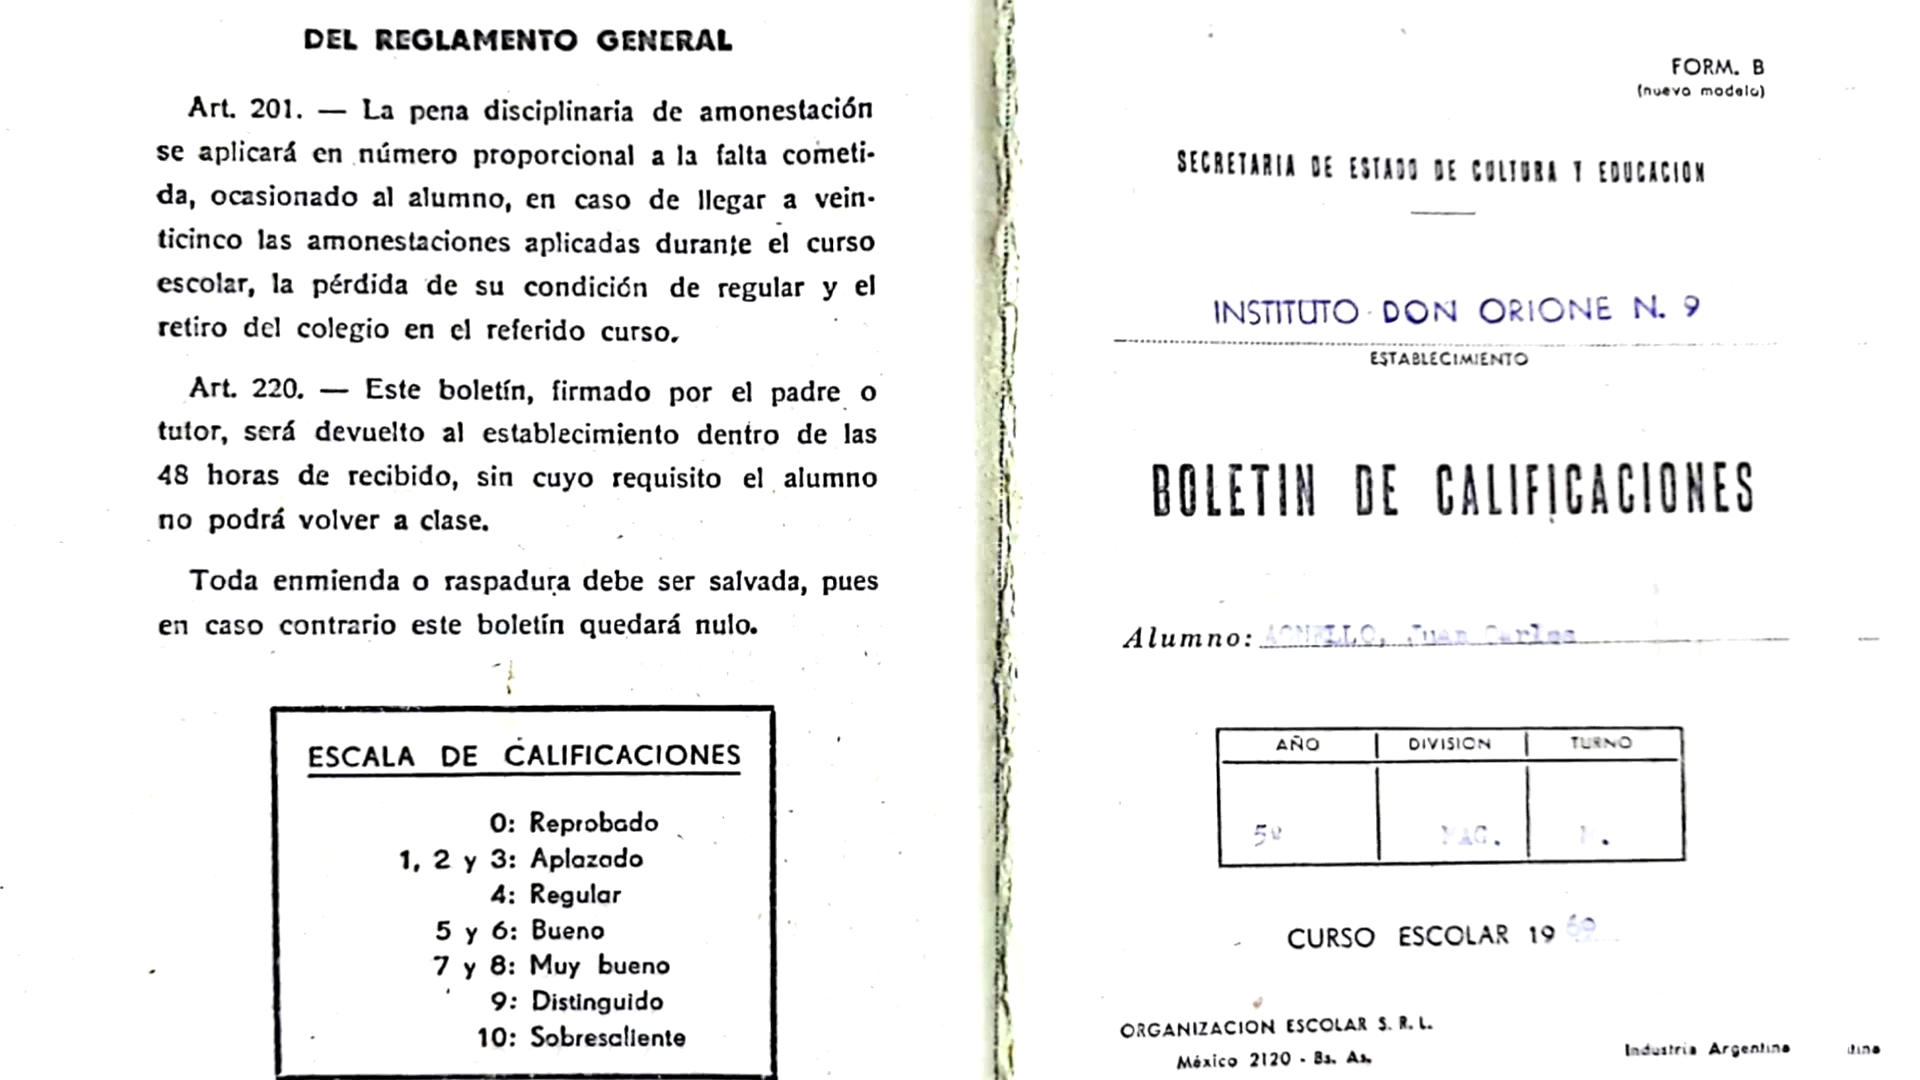 DEL REGLAMENTO GENERAL
Art. 201. — La pena disciplinaria de amonestación
se aplicará en número proporcional a la falta cometi-
da, ocasionado al alumno, en caso de llegar a vein-
ticinco las amonestaciones aplicadas durante el curso
escolar, la pérdida de su condición de regular y el
retiro del colegio en el referido curso.
Art. 220. — Este boletín, firmado por el padre o
tutor, será devuelto al establecimiento dentro de las
48 horas de recibido, sin cuyo requisito el alumno
no podrá volver a clase.
Toda enmienda o raspadura debe ser salvada, pues
en caso contrario este boletín quedará nulo.
ESCALA DE CALIFICACIONES
0: Reprobado
1, 2 y 3: Aplazado
4: Regular
5 y 6: Bueno
7 y 8: Muy bueno
9: Distinguido
10: Sobresaliente
FORM. B
(nuevo modelo)
SECRETARIA DE ESTADO DE CULTURA Y EDUCACION
INSTITUTO DON ORIONE N. 9
ESTABLECIMIENTO
BOLETIN DE CALIFICACIONES
Alumno: AGNELLO, Juan Carlos
AÑO DIVISION TURNO
5º MAG.
CURSO ESCOLAR 1969
ORGANIZACION ESCOLAR S. R. L.
México 2120 - Bs. As.
Industria Argentina